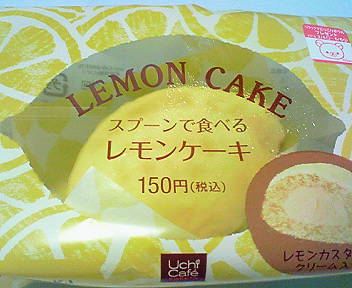 LEMON CAKE
スプーンで食べる
レモンケーキ
150円(税込)
Uchi
Café
レモンカスタ
クリーム入